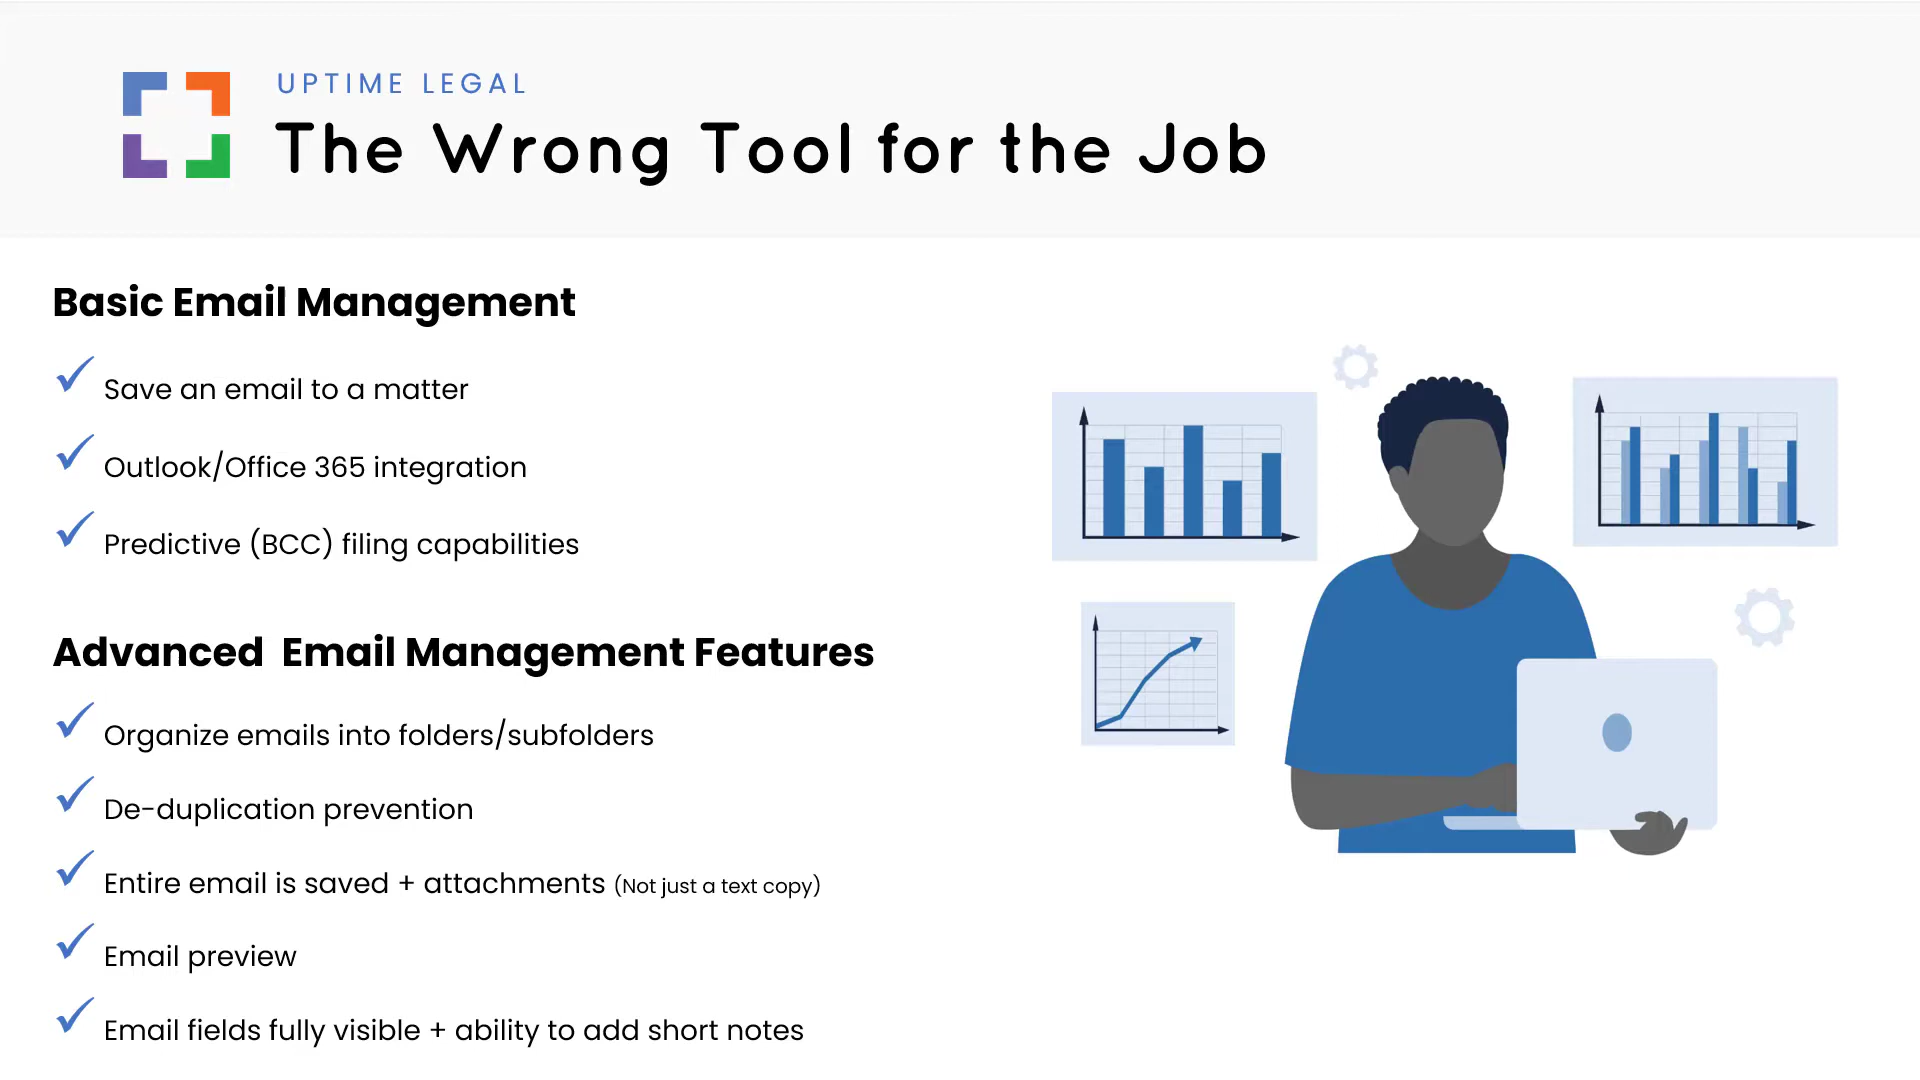 UPTIME LEGAL
The Wrong Tool for the Job
Basic Email Management
Save an email to a matter
Outlook/Office 365 integration
Predictive (BCC) filing capabilities
Advanced  Email Management Features
Organize emails into folders/subfolders
De-duplication prevention
Entire email is saved + attachments (Not just a text copy)
Email preview
Email fields fully visible + ability to add short notes